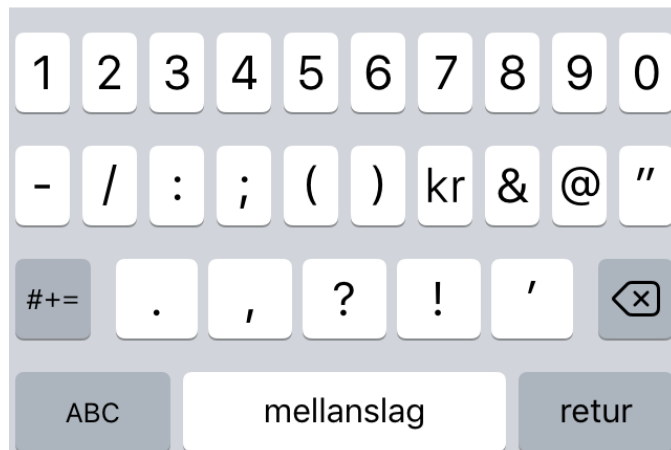 1 2 3 4 5 6 7 8 9 0
- / : ; ( ) kr & @ "
#+= . , ? ! ’
ABC mellanslag retur